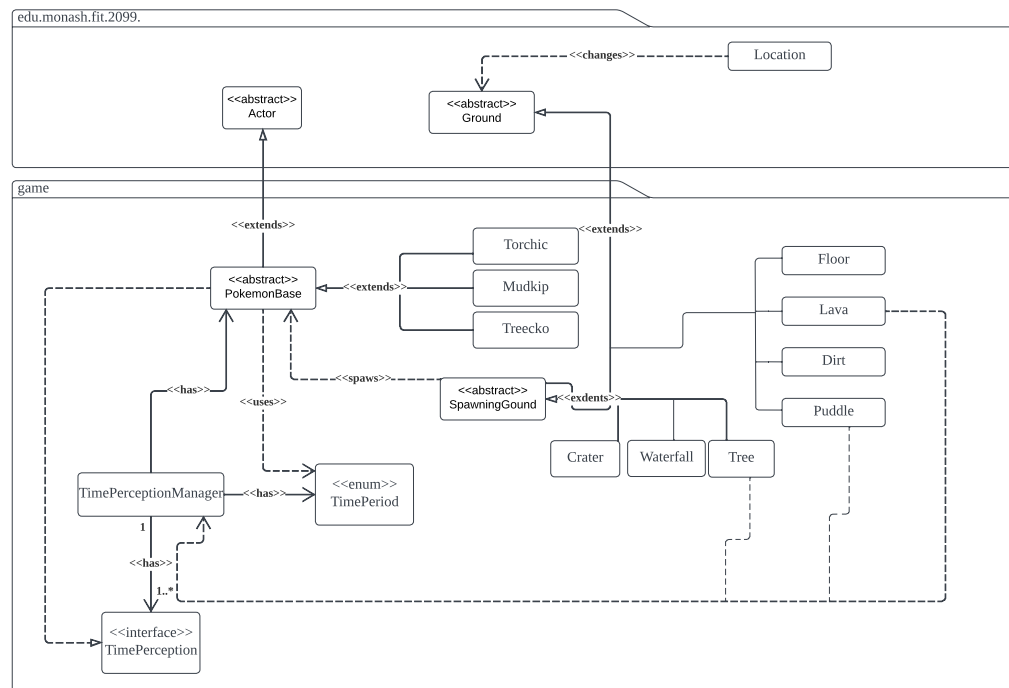 edu.monash.fit.2099.
<<changes>>
Location
<<abstract>>
Actor
<<abstract>>
Ground
game
<<extends>>
<<extends>>
Torchic
Floor
<<abstract>>
PokemonBase
<<extends>>
Mudkip
Lava
Treecko
Dirt
<<spaws>>
<<has>>
<<abstract>>
SpawningGound
<<exdents>>
<<uses>>
Puddle
Crater
Waterfall
Tree
TimePerceptionManager
<<has>>
<<enum>>
TimePeriod
1
<<has>>
1..*
<<interface>>
TimePerception